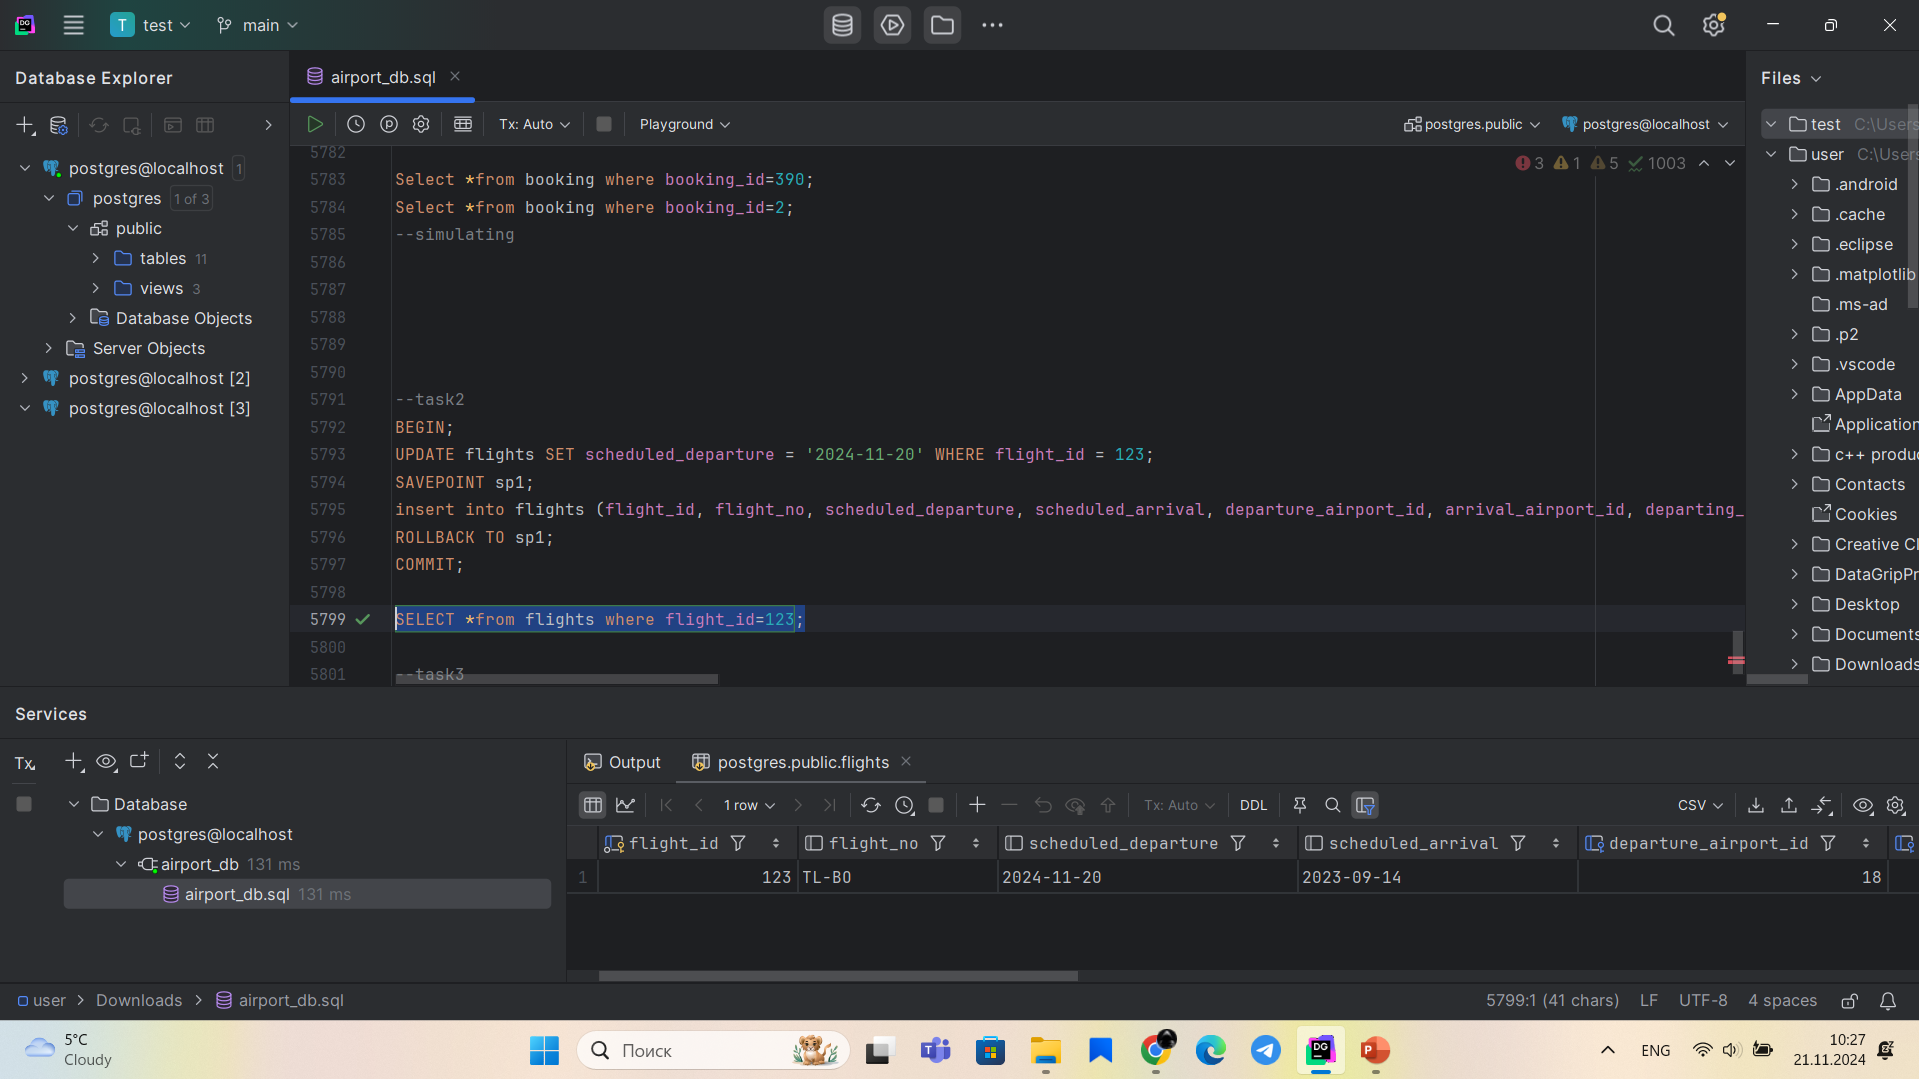 T test main
Database Explorer
airport_db.sql
Files
Tx: Auto
Playground
postgres.public
postgres@localhost
postgres@localhost 1
postgres 1 of 3
public
tables 11
views 3
Database Objects
Server Objects
postgres@localhost [2]
postgres@localhost [3]
3 1 5 1003
5782
5783 Select *from booking where booking_id=390;
5784 Select *from booking where booking_id=2;
5785 --simulating
5786
5787
5788
5789
5790
5791 --task2
5792 BEGIN;
5793 UPDATE flights SET scheduled_departure = '2024-11-20' WHERE flight_id = 123;
5794 SAVEPOINT sp1;
5795 insert into flights (flight_id, flight_no, scheduled_departure, scheduled_arrival, departure_airport_id, arrival_airport_id, departing_
5796 ROLLBACK TO sp1;
5797 COMMIT;
5798
5799 SELECT *from flights where flight_id=123;
5800
5801 --task3
test C:\Users
user C:\Users
.android
.cache
.eclipse
.matplotlib
.ms-ad
.p2
.vscode
AppData
Application
c++ produc
Contacts
Cookies
Creative Cl
DataGripPr
Desktop
Documents
Downloads
Services
Tx
Database
postgres@localhost
airport_db 131 ms
airport_db.sql 131 ms
Output
postgres.public.flights
1 row
Tx: Auto
DDL
CSV
flight_id flight_no scheduled_departure scheduled_arrival departure_airport_id
1 123 TL-BO 2024-11-20 2023-09-14 18
user > Downloads > airport_db.sql
5799:1 (41 chars) LF UTF-8 4 spaces
5°C
Cloudy
Поиск
DG
ENG
10:27
21.11.2024